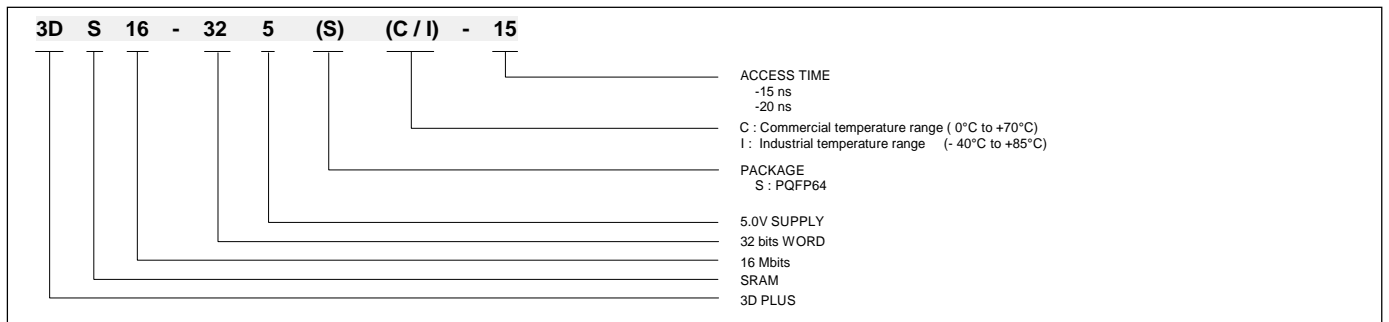 3D S 16 - 32 5 (S) (C / I) - 15
ACCESS TIME
-15 ns
-20 ns
C : Commercial temperature range ( 0°C to +70°C)
I : Industrial temperature range (- 40°C to +85°C)
PACKAGE
S : PQFP64
5.0V SUPPLY
32 bits WORD
16 Mbits
SRAM
3D PLUS